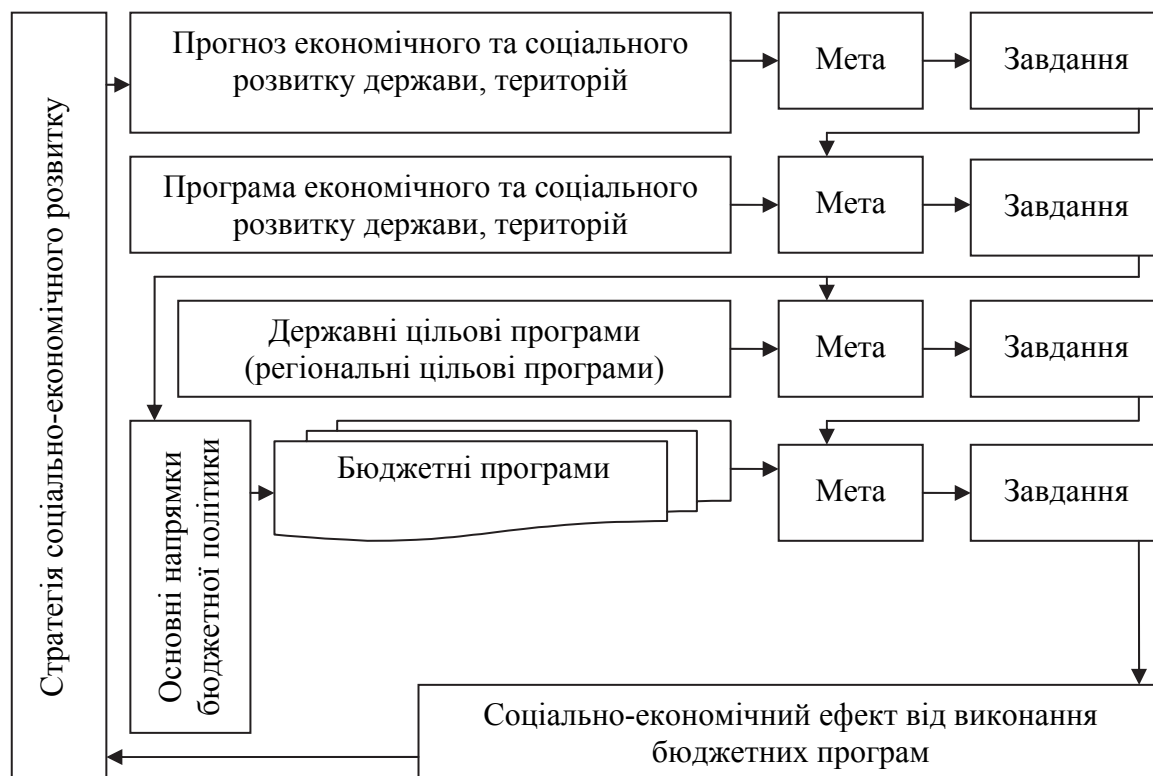 Стратегія соціально-економічного розвитку
Прогноз економічного та соціального
розвитку держави, територій
Мета
Завдання
Програма економічного та соціального
розвитку держави, територій
Мета
Завдання
Державні цільові програми
(регіональні цільові програми)
Мета
Завдання
Основні напрямки
бюджетної політики
Бюджетні програми
Мета
Завдання
Соціально-економічний ефект від виконання
бюджетних програм